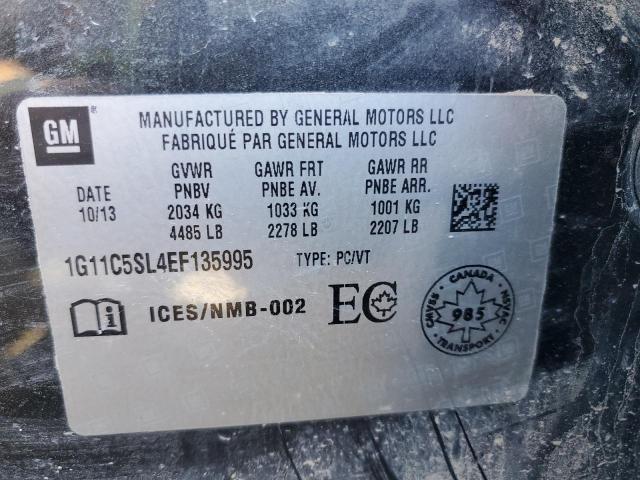 GM
MANUFACTURED BY GENERAL MOTORS LLC
FABRIQUÉ PAR GENERAL MOTORS LLC
GVWR GAWR FRT GAWR RR
DATE PNBV PNBE AV. PNBE ARR.
10/13 2034 KG 1033 KG 1001 KG
4485 LB 2278 LB 2207 LB
1G11C5SL4EF135995 TYPE: PC/VT
ICES/NMB-002 EC
CANADA
CMVSS 985 NSVAC
TRANSPORT